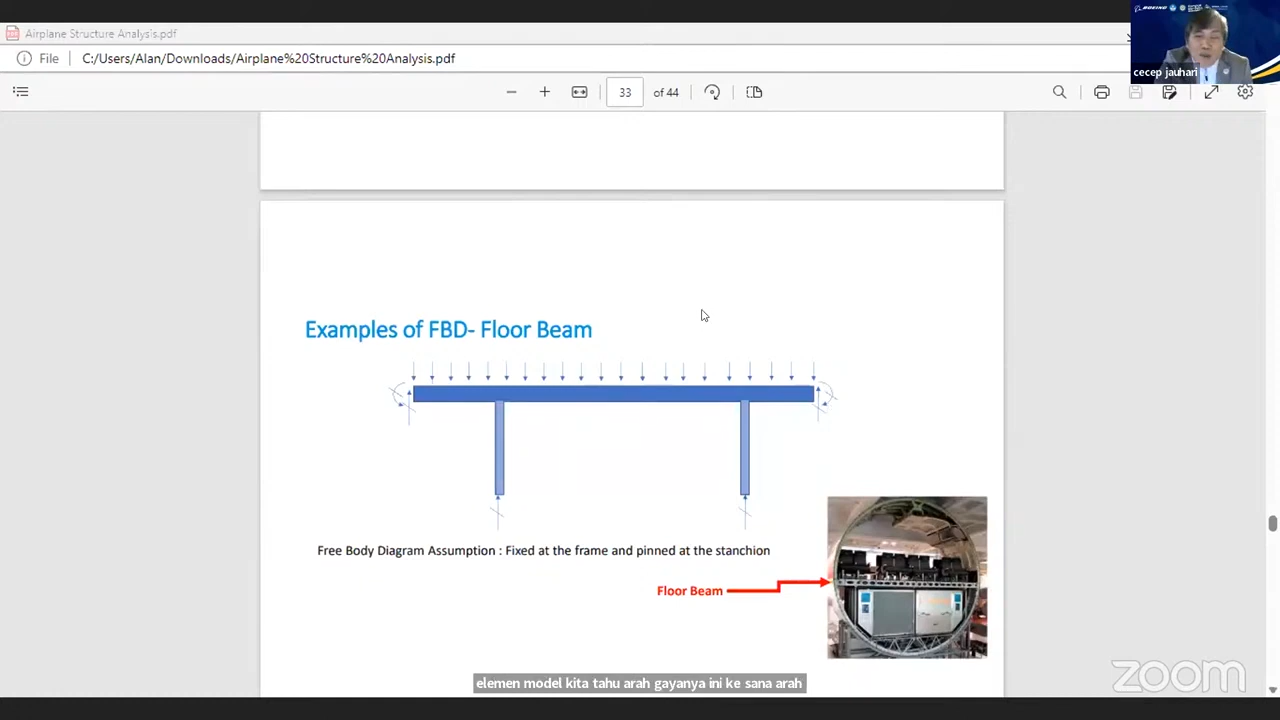 Airplane Structure Analysis.pdf
File C:/Users/Alan/Downloads/Airplane%20Structure%20Analysis.pdf
BOEING
cecep jauhari
33 of 44
Examples of FBD- Floor Beam
Free Body Diagram Assumption : Fixed at the frame and pinned at the stanchion
Floor Beam
elemen model kita tahu arah gayanya ini ke sana arah
zoom